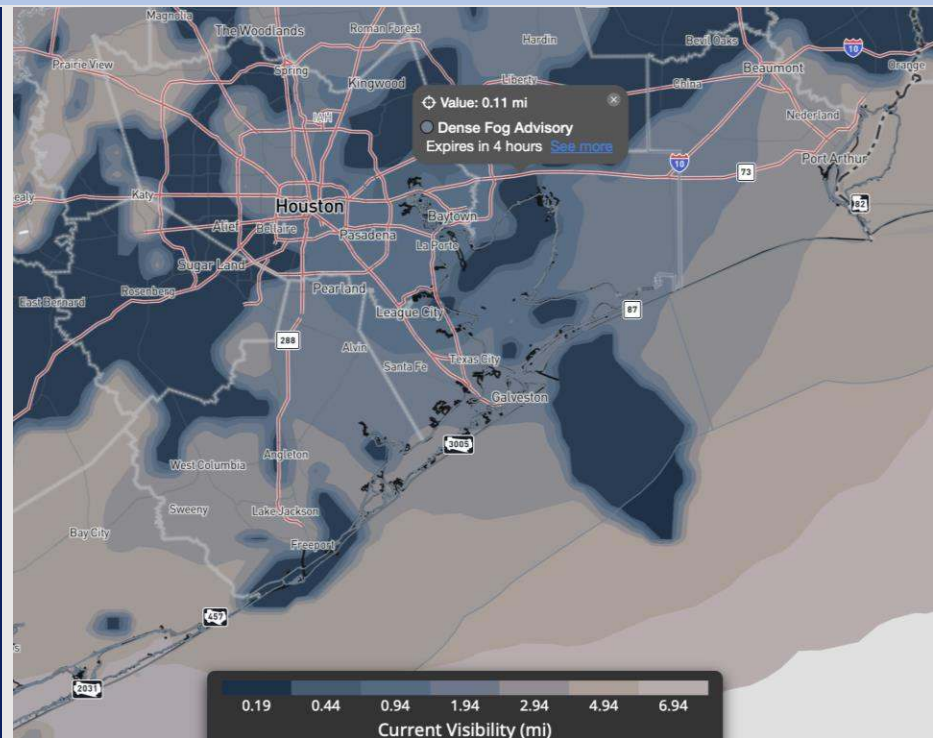 Magnolia
The Woodlands
Roman Forest
Hardin
Bevil Oaks
10
Prairie View
Spring
Kingwood
Liberty
China
Beaumont
Orange
Value: 0.11 mi
Dense Fog Advisory
Expires in 4 hours See more
IAH
Nederland
10
73
Port Arthur
82
Katy
Houston
Baytown
Alief
Bellaire
Pasadena
La Porte
Sugar Land
Rosenberg
East Bernard
Pearland
League City
87
288
Alvin
Santa Fe
Texas City
Galveston
3005
West Columbia
Angleton
Sweeny
Lake Jackson
Bay City
Freeport
457
2031
0.19 0.44 0.94 1.94 2.94 4.94 6.94
Current Visibility (mi)